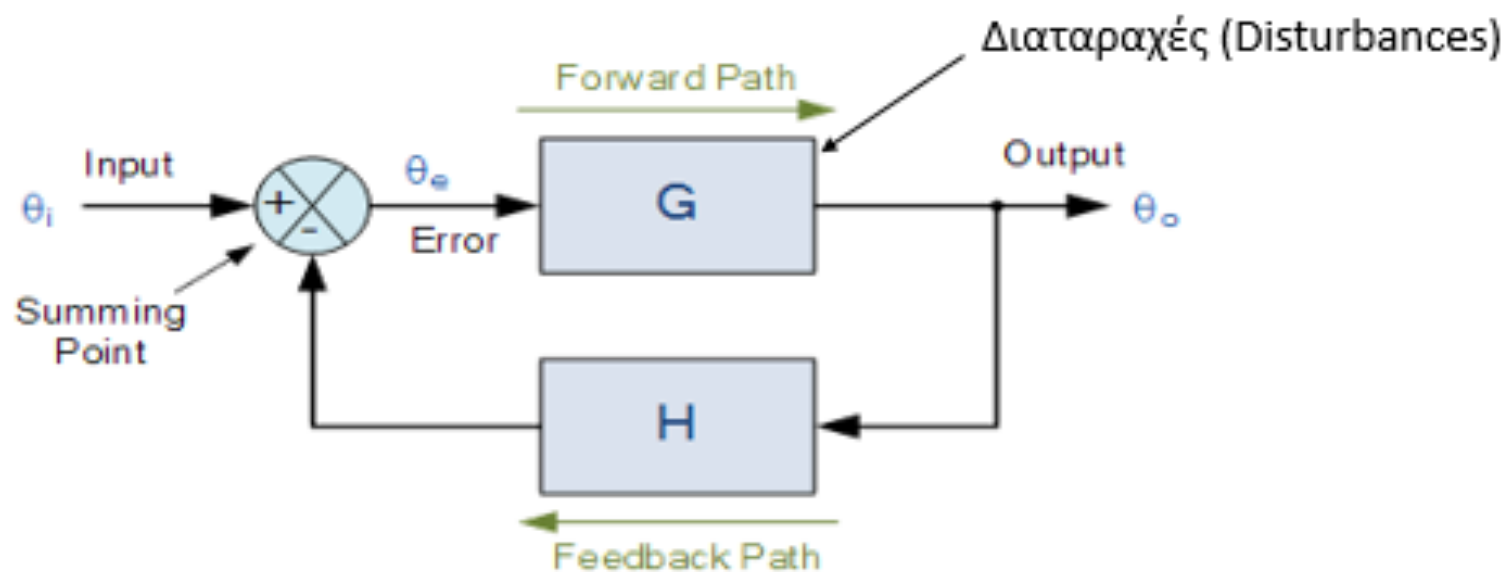 Διαταραχές (Disturbances)
Forward Path
Input
Output
θi
+
-
θe
Error
G
θo
Summing
Point
H
Feedback Path